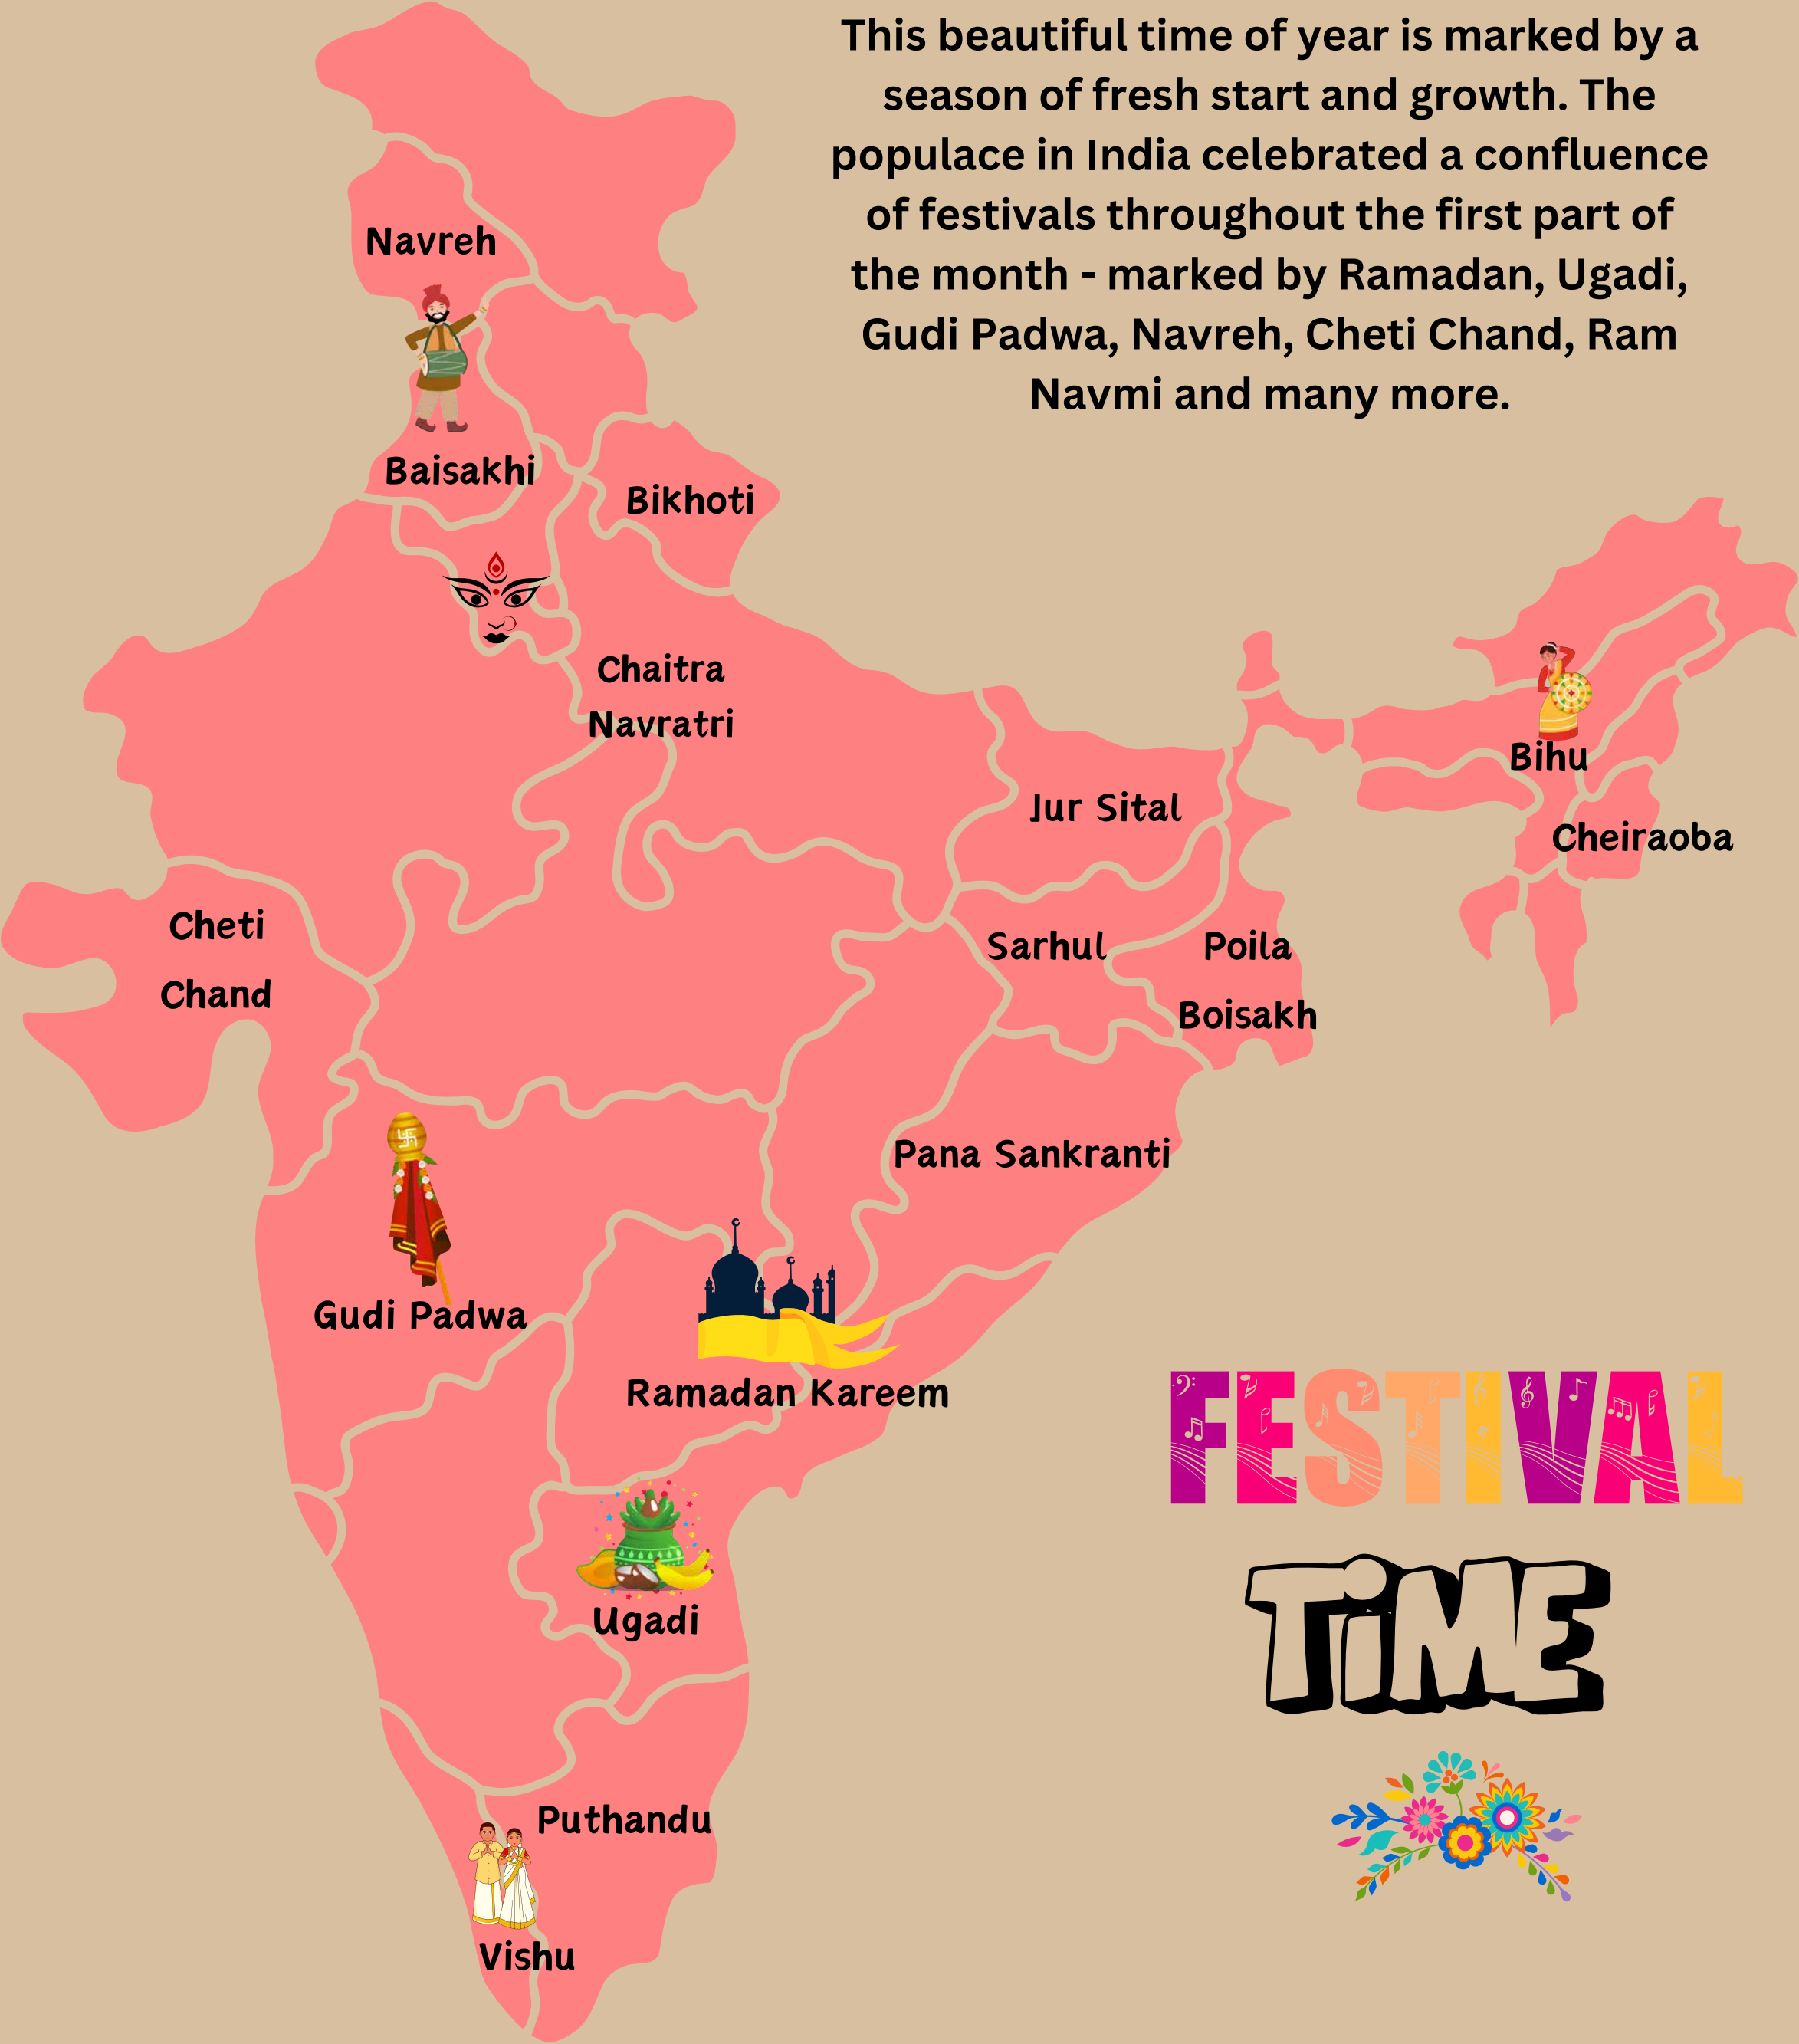 This beautiful time of year is marked by a
season of fresh start and growth. The
populace in India celebrated a confluence
of festivals throughout the first part of
the month - marked by Ramadan, Ugadi,
Gudi Padwa, Navreh, Cheti Chand, Ram
Navmi and many more.
Navreh
Baisakhi
Bikhoti
Chaitra
Navratri
Jur Sital
Bihu
Cheiraoba
Cheti
Chand
Sarhul
Poila
Boisakh
Pana Sankranti
Gudi Padwa
Ramadan Kareem
Ugadi
Puthandu
Vishu
FESTIVAL
TiME